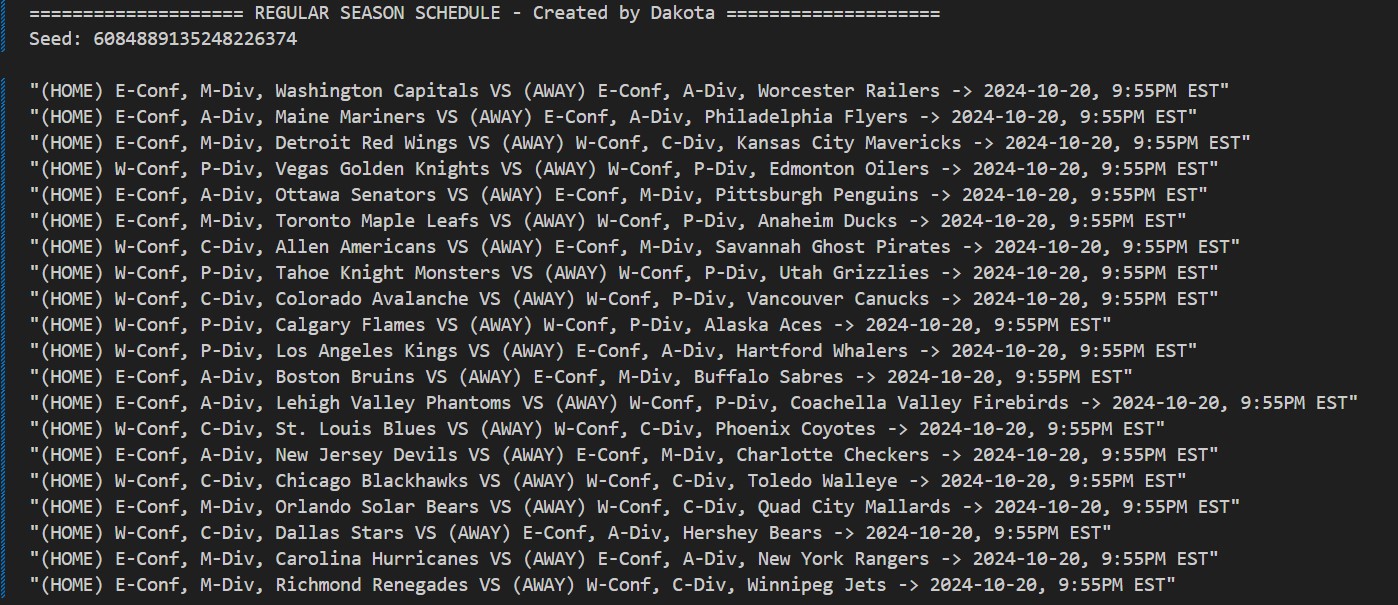 ==================== REGULAR SEASON SCHEDULE - Created by Dakota ====================
Seed: 6084889135248226374
"(HOME) E-Conf, M-Div, Washington Capitals VS (AWAY) E-Conf, A-Div, Worcester Railers -> 2024-10-20, 9:55PM EST"
"(HOME) E-Conf, A-Div, Maine Mariners VS (AWAY) E-Conf, A-Div, Philadelphia Flyers -> 2024-10-20, 9:55PM EST"
"(HOME) E-Conf, M-Div, Detroit Red Wings VS (AWAY) W-Conf, C-Div, Kansas City Mavericks -> 2024-10-20, 9:55PM EST"
"(HOME) W-Conf, P-Div, Vegas Golden Knights VS (AWAY) W-Conf, P-Div, Edmonton Oilers -> 2024-10-20, 9:55PM EST"
"(HOME) E-Conf, A-Div, Ottawa Senators VS (AWAY) E-Conf, M-Div, Pittsburgh Penguins -> 2024-10-20, 9:55PM EST"
"(HOME) E-Conf, M-Div, Toronto Maple Leafs VS (AWAY) W-Conf, P-Div, Anaheim Ducks -> 2024-10-20, 9:55PM EST"
"(HOME) W-Conf, C-Div, Allen Americans VS (AWAY) E-Conf, M-Div, Savannah Ghost Pirates -> 2024-10-20, 9:55PM EST"
"(HOME) W-Conf, P-Div, Tahoe Knight Monsters VS (AWAY) W-Conf, P-Div, Utah Grizzlies -> 2024-10-20, 9:55PM EST"
"(HOME) W-Conf, C-Div, Colorado Avalanche VS (AWAY) W-Conf, P-Div, Vancouver Canucks -> 2024-10-20, 9:55PM EST"
"(HOME) W-Conf, P-Div, Calgary Flames VS (AWAY) W-Conf, P-Div, Alaska Aces -> 2024-10-20, 9:55PM EST"
"(HOME) W-Conf, P-Div, Los Angeles Kings VS (AWAY) E-Conf, A-Div, Hartford Whalers -> 2024-10-20, 9:55PM EST"
"(HOME) E-Conf, A-Div, Boston Bruins VS (AWAY) E-Conf, M-Div, Buffalo Sabres -> 2024-10-20, 9:55PM EST"
"(HOME) E-Conf, A-Div, Lehigh Valley Phantoms VS (AWAY) W-Conf, P-Div, Coachella Valley Firebirds -> 2024-10-20, 9:55PM EST"
"(HOME) W-Conf, C-Div, St. Louis Blues VS (AWAY) W-Conf, C-Div, Phoenix Coyotes -> 2024-10-20, 9:55PM EST"
"(HOME) E-Conf, A-Div, New Jersey Devils VS (AWAY) E-Conf, M-Div, Charlotte Checkers -> 2024-10-20, 9:55PM EST"
"(HOME) W-Conf, C-Div, Chicago Blackhawks VS (AWAY) W-Conf, C-Div, Toledo Walleye -> 2024-10-20, 9:55PM EST"
"(HOME) E-Conf, M-Div, Orlando Solar Bears VS (AWAY) W-Conf, C-Div, Quad City Mallards -> 2024-10-20, 9:55PM EST"
"(HOME) W-Conf, C-Div, Dallas Stars VS (AWAY) E-Conf, A-Div, Hershey Bears -> 2024-10-20, 9:55PM EST"
"(HOME) E-Conf, M-Div, Carolina Hurricanes VS (AWAY) E-Conf, A-Div, New York Rangers -> 2024-10-20, 9:55PM EST"
"(HOME) E-Conf, M-Div, Richmond Renegades VS (AWAY) W-Conf, C-Div, Winnipeg Jets -> 2024-10-20, 9:55PM EST"